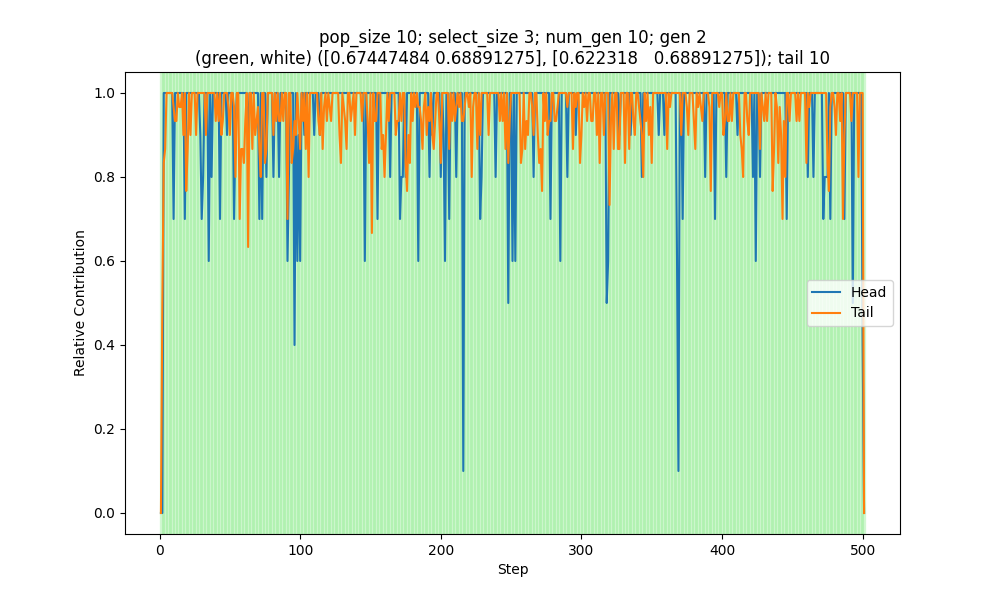 pop_size 10; select_size 3; num_gen 10; gen 2
(green, white) ([0.67447484 0.68891275], [0.622318   0.68891275]); tail 10
1.0
0.8
0.6
0.4
0.2
0.0
Relative Contribution
Head
Tail
0 100 200 300 400 500
Step